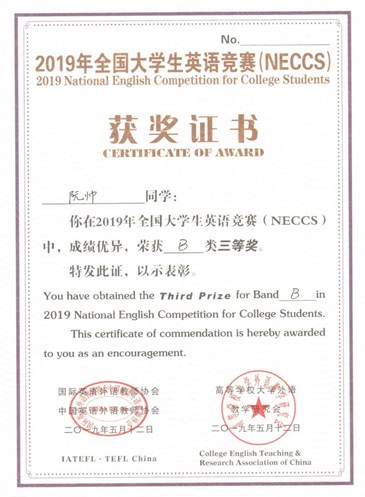 No.
2019年全国大学生英语竞赛(NECCS)
2019 National English Competition for College Students
获奖证书
CERTIFICATE OF AWARD
阮帅 同学:
你在2019年全国大学生英语竞赛(NECCS)
中,成绩优异,荣获 B 类三等奖。
特发此证,以示表彰。
You have obtained the Third Prize for Band B in
2019 National English Competition for College Students.
This certificate of commendation is hereby awarded
to you as an encouragement.
国际英语外语教师协会
中国英语外语教师协会
二〇一九年五月十二日
IATEFL · TEFL China
高等学校大学外语
教学研究会
二〇一九年五月十二日
College English Teaching &
Research Association of China